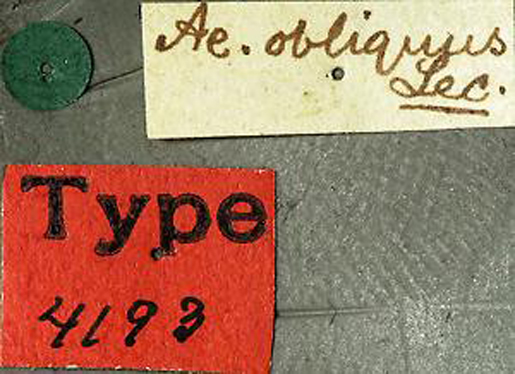 Ae. obliquus
Lec.
Type
4193